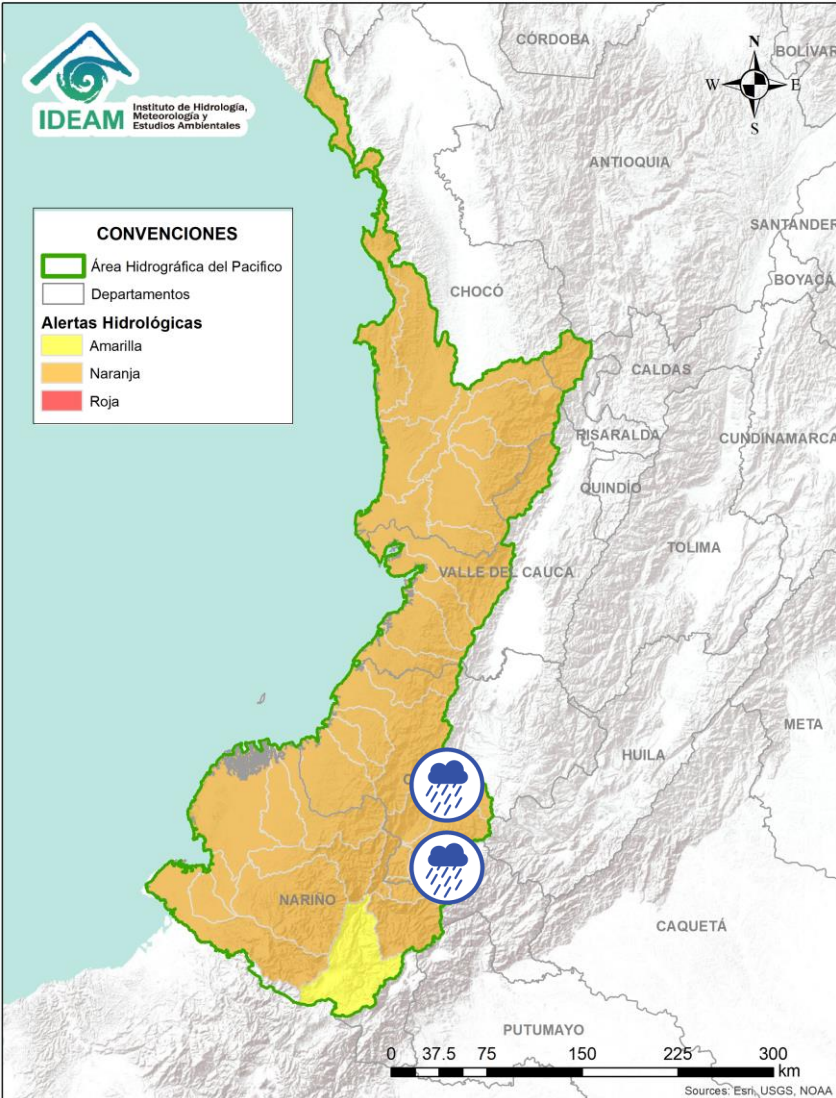 IDEAM
Instituto de Hidrología,
Meteorología y
Estudios Ambientales
CÓRDOBA
BOLÍVAR
N
W
E
S
ANTIOQUIA
SANTANDER
BOYACÁ
CONVENCIONES
Área Hidrográfica del Pacifico
Departamentos
Alertas Hidrológicas
Amarilla
Naranja
Roja
CHOCÓ
CALDAS
RISARALDA
CUNDINAMARCA
QUINDÍO
TOLIMA
VALLE DEL CAUCA
META
HUILA
NARIÑO
CAQUETÁ
PUTUMAYO
0 37.5 75 150 225 300
km
Sources: Esri, USGS, NOAA